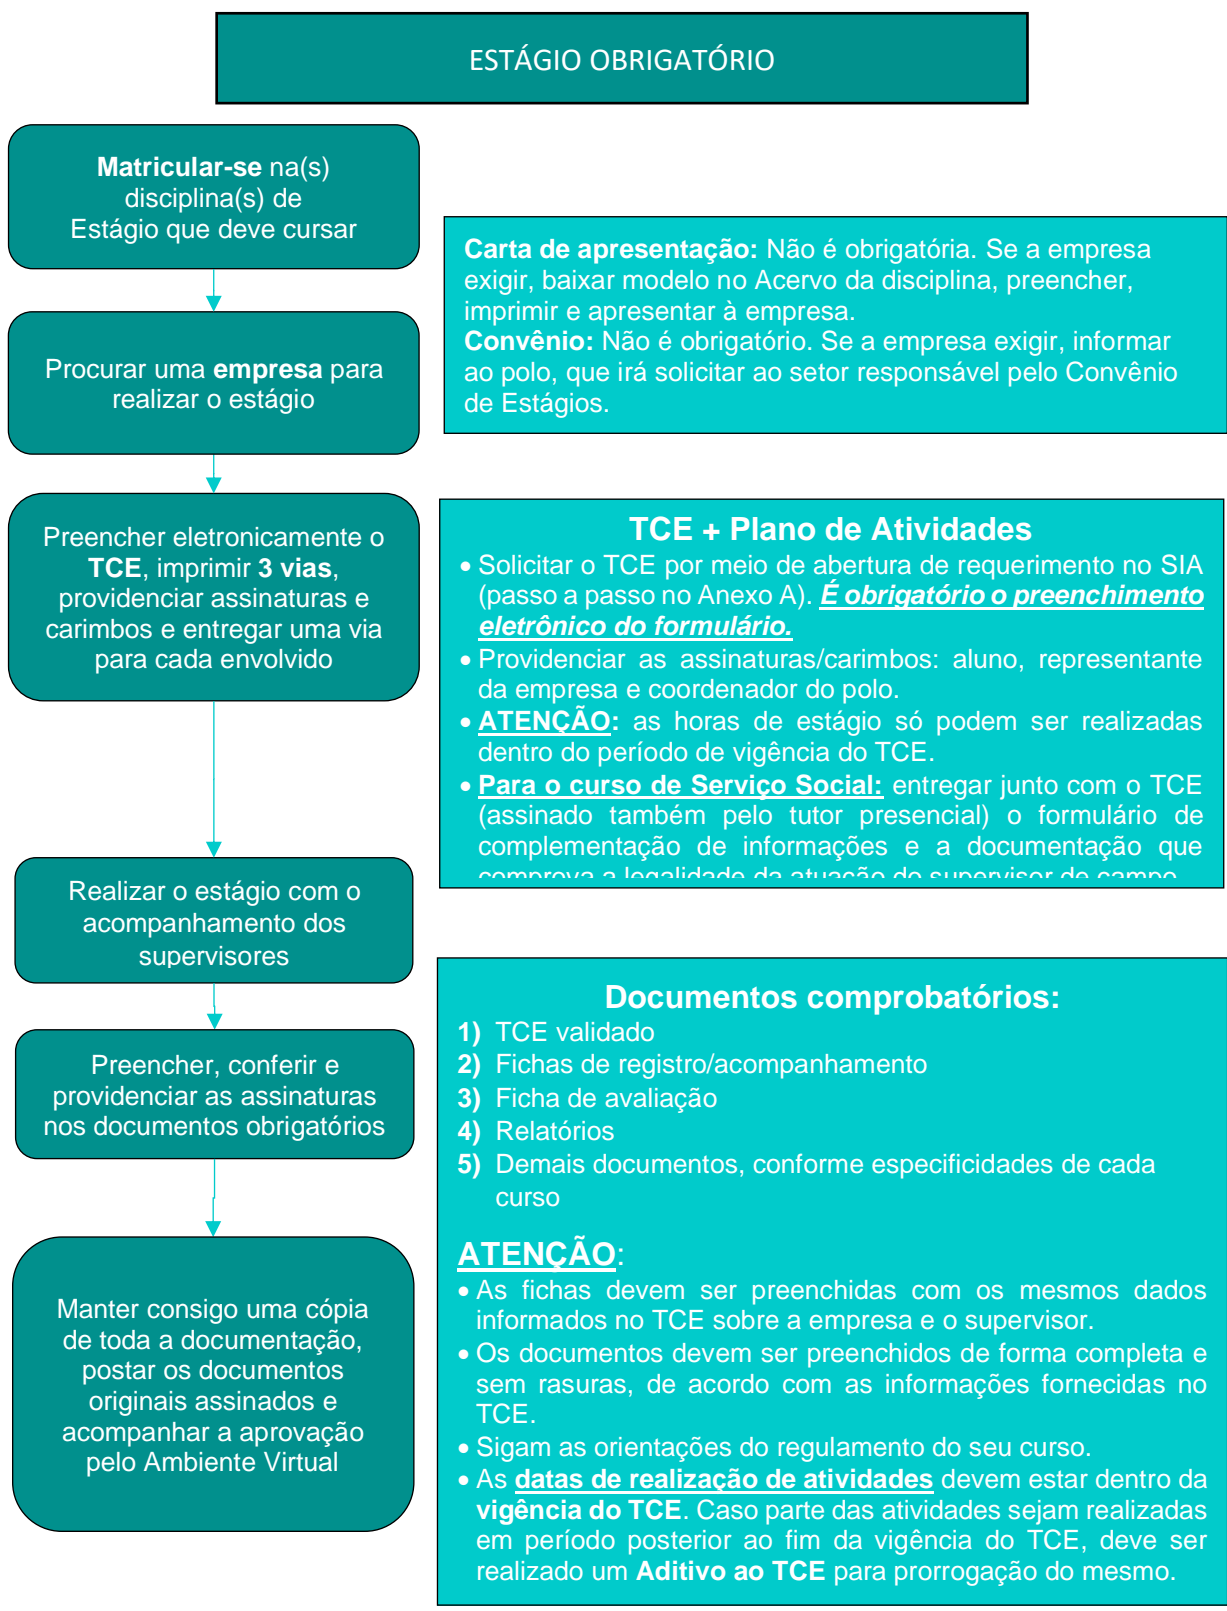 ESTÁGIO OBRIGATÓRIO
Matricular-se na(s)
disciplina(s) de
Estágio que deve cursar
Procurar uma empresa para
realizar o estágio
Preencher eletronicamente o
TCE, imprimir 3 vias,
providenciar assinaturas e
carimbos e entregar uma via
para cada envolvido
Realizar o estágio com o
acompanhamento dos
supervisores
Preencher, conferir e
providenciar as assinaturas
nos documentos obrigatórios
Manter consigo uma cópia
de toda a documentação,
postar os documentos
originais assinados e
acompanhar a aprovação
pelo Ambiente Virtual
Carta de apresentação: Não é obrigatória. Se a empresa
exigir, baixar modelo no Acervo da disciplina, preencher,
imprimir e apresentar à empresa.
Convênio: Não é obrigatório. Se a empresa exigir, informar
ao polo, que irá solicitar ao setor responsável pelo Convênio
de Estágios.
TCE + Plano de Atividades
• Solicitar o TCE por meio de abertura de requerimento no SIA
(passo a passo no Anexo A). É obrigatório o preenchimento
eletrônico do formulário.
• Providenciar as assinaturas/carimbos: aluno, representante
da empresa e coordenador do polo.
• ATENÇÃO: as horas de estágio só podem ser realizadas
dentro do período de vigência do TCE.
• Para o curso de Serviço Social: entregar junto com o TCE
(assinado também pelo tutor presencial) o formulário de
complementação de informações e a documentação que
comprova a legalidade da atuação do supervisor de campo
Documentos comprobatórios:
1) TCE validado
2) Fichas de registro/acompanhamento
3) Ficha de avaliação
4) Relatórios
5) Demais documentos, conforme especificidades de cada
curso
ATENÇÃO:
• As fichas devem ser preenchidas com os mesmos dados
informados no TCE sobre a empresa e o supervisor.
• Os documentos devem ser preenchidos de forma completa e
sem rasuras, de acordo com as informações fornecidas no
TCE.
• Sigam as orientações do regulamento do seu curso.
• As datas de realização de atividades devem estar dentro da
vigência do TCE. Caso parte das atividades sejam realizadas
em período posterior ao fim da vigência do TCE, deve ser
realizado um Aditivo ao TCE para prorrogação do mesmo.